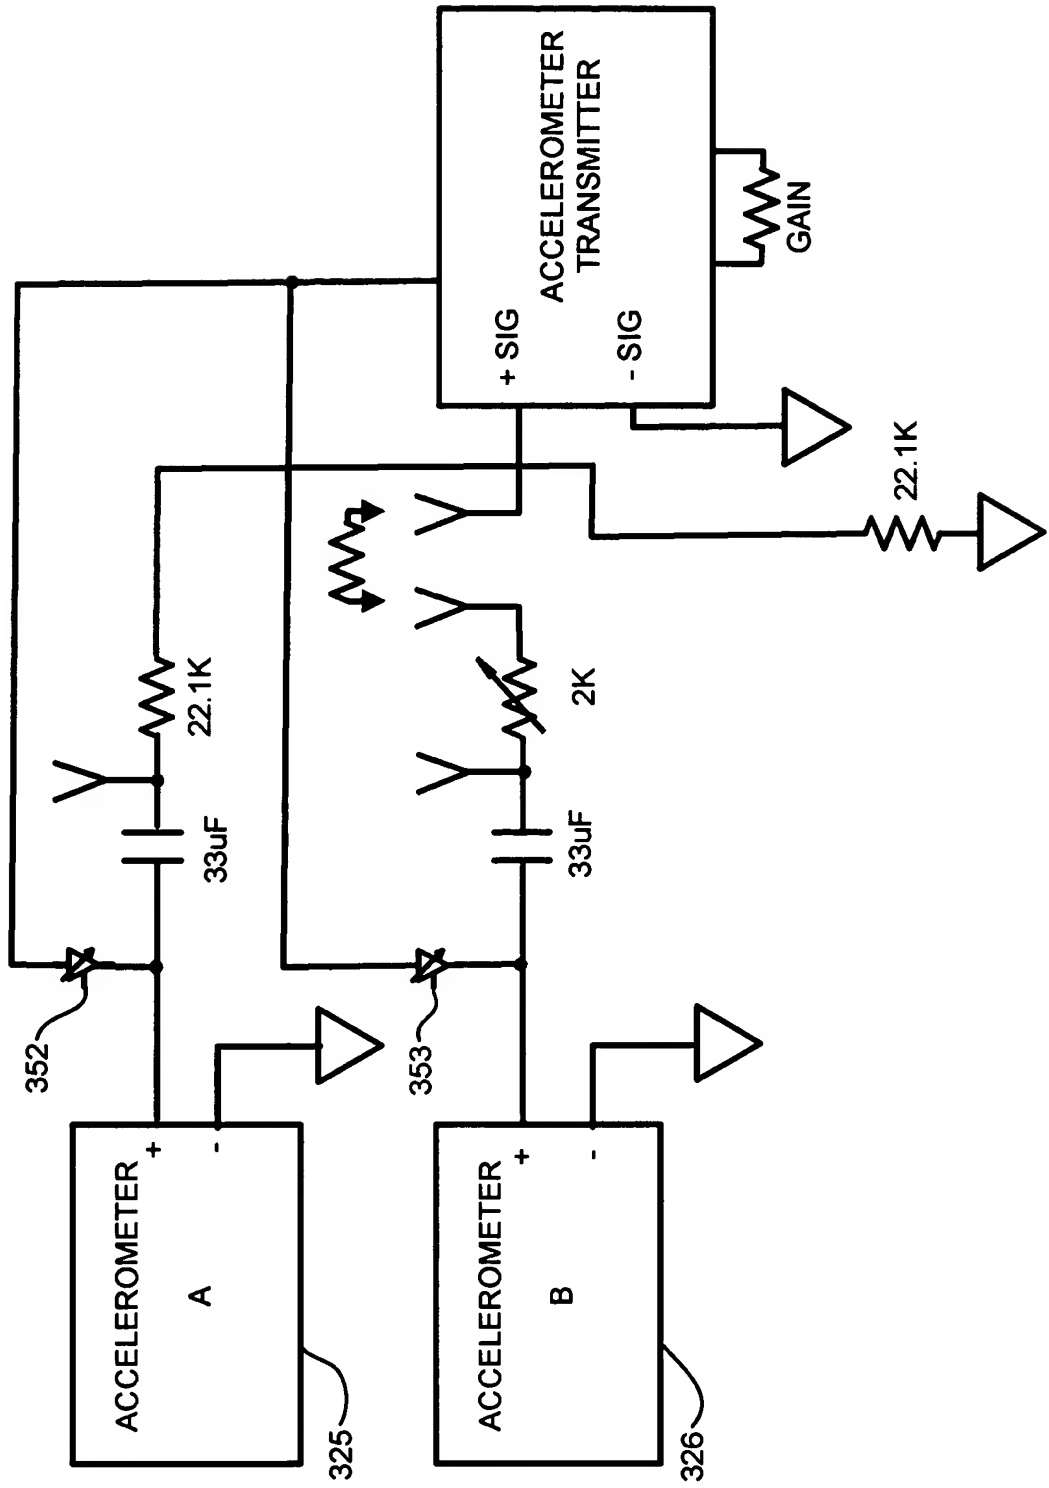 ACCELEROMETER
A
+
-
325
352
33uF
22.1K
ACCELEROMETER
B
+
-
326
353
33uF
2K
+ SIG
- SIG
ACCELEROMETER
TRANSMITTER
GAIN
22.1K